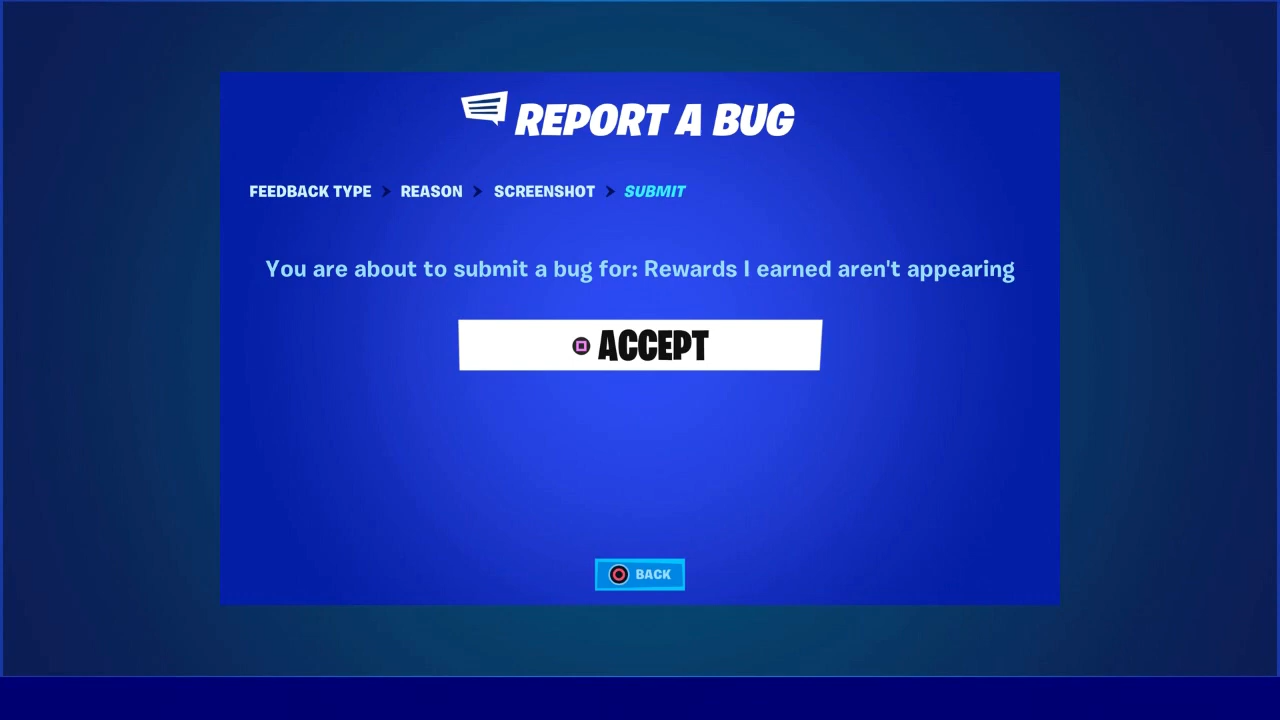 REPORT A BUG
FEEDBACK TYPE > REASON > SCREENSHOT > SUBMIT
You are about to submit a bug for: Rewards I earned aren't appearing
ACCEPT
BACK